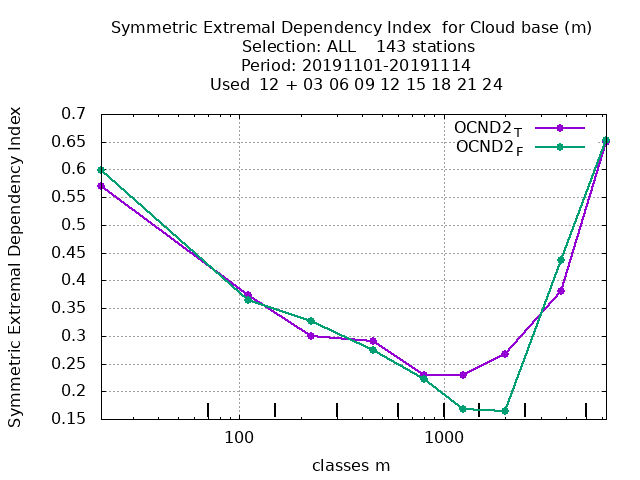 Symmetric Extremal Dependency Index  for Cloud base (m)
Selection: ALL    143 stations
Period: 20191101-20191114
Used  12 + 03 06 09 12 15 18 21 24
Symmetric Extremal Dependency Index
0.7
0.65
0.6
0.55
0.5
0.45
0.4
0.35
0.3
0.25
0.2
0.15
OCND2T
OCND2F
100
1000
classes m